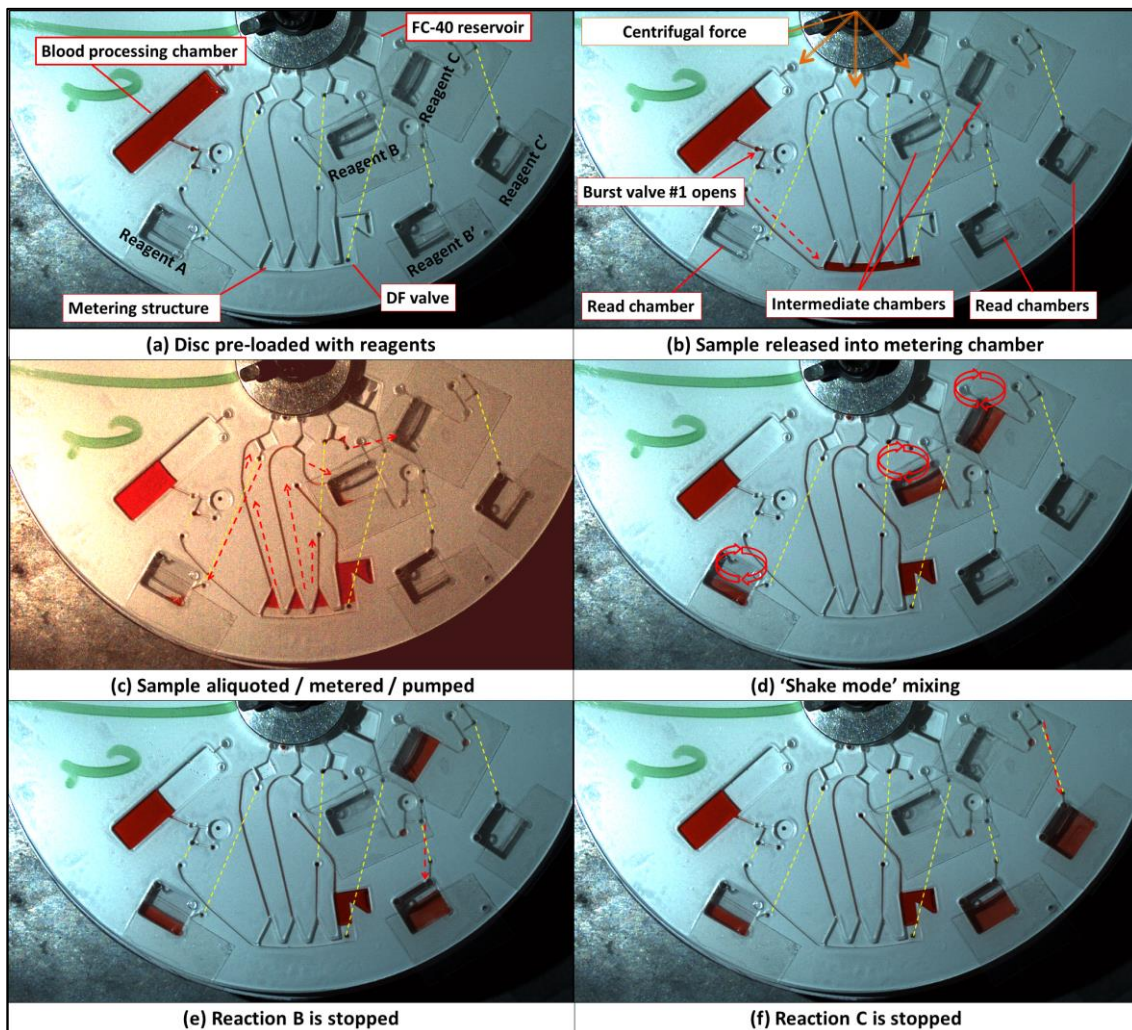 Blood processing chamber
FC-40 reservoir
Reagent C
Reagent B
Reagent C'
Reagent A
Reagent B'
Metering structure
DF valve
(a) Disc pre-loaded with reagents
Centrifugal force
Burst valve #1 opens
Read chamber
Intermediate chambers
Read chambers
(b) Sample released into metering chamber
(c) Sample aliquoted / metered / pumped
(d) ‘Shake mode’ mixing
(e) Reaction B is stopped
(f) Reaction C is stopped